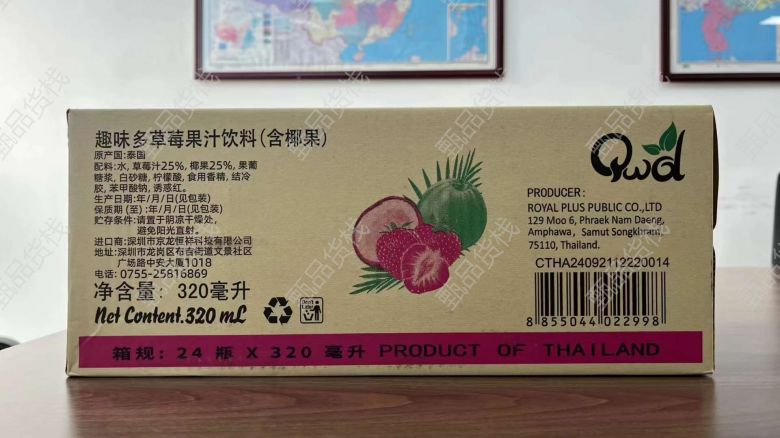 趣味多草莓果汁饮料(含椰果)
原产国:泰国
配料:水,草莓汁25%,椰果25%,果葡
糖浆,白砂糖,柠檬酸,食用香精,结冷
胶,苯甲酸钠,诱惑红。
生产日期:年/月/日(见包装)
保质期 (至):年/月/日(见包装)
贮存条件:请置于阴凉干燥处,
避免阳光直射。
进口商:深圳市京龙恒祥科技有限公司
地址:深圳市龙岗区布吉街道文景社区
广场路中安大厦1018
电话: 0755-25816869
净含量: 320毫升
Net Content.320 mL
Qwd
PRODUCER :
ROYAL PLUS PUBLIC CO.,LTD
129 Moo 6, Phraek Nam Daeng,
Amphawa, Samut Songkhram,
75110, Thailand.
CTHA24092112220014
8 855044 022998
箱规: 24 瓶 X 320 毫升 PRODUCT OF THAILAND
甄品货栈